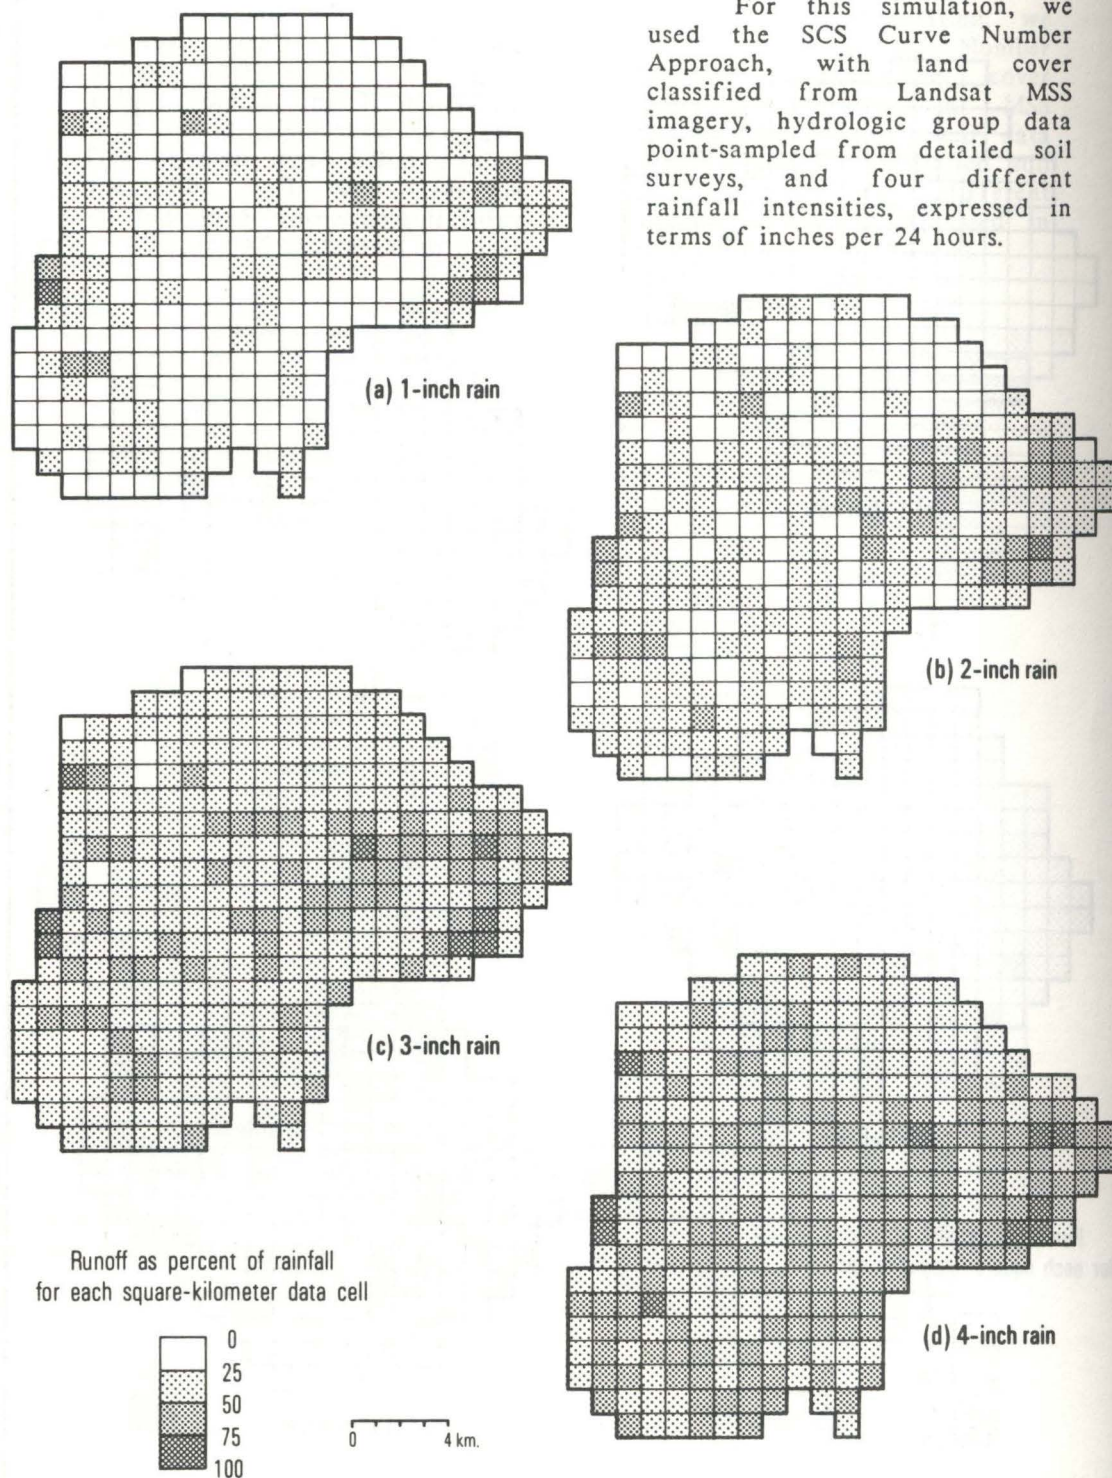 For this simulation, we
used the SCS Curve Number
Approach, with land cover
classified from Landsat MSS
imagery, hydrologic group data
point-sampled from detailed soil
surveys, and four different
rainfall intensities, expressed in
terms of inches per 24 hours.
(a) 1-inch rain
(b) 2-inch rain
(c) 3-inch rain
(d) 4-inch rain
Runoff as percent of rainfall
for each square-kilometer data cell
0
25
50
75
100
0 4 km.